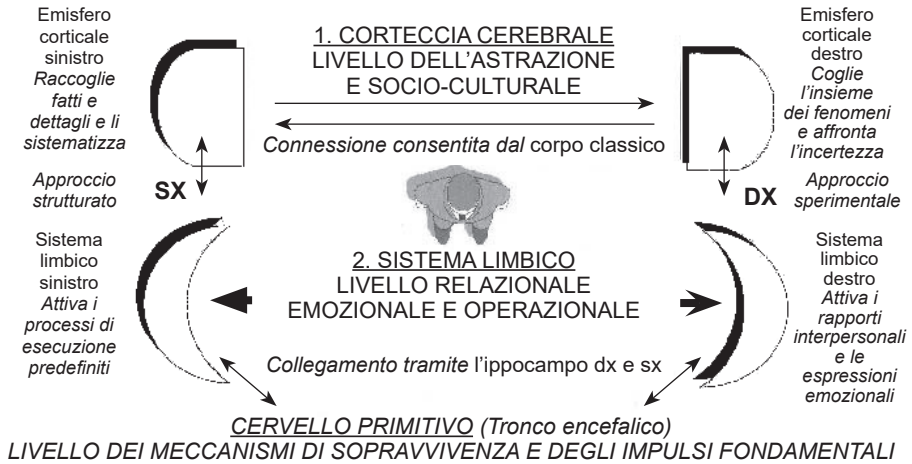 Emisfero
corticale
sinistro
Raccoglie
fatti e
dettagli e li
sistematizza
Approccio
strutturato
SX
1. CORTECCIA CEREBRALE
LIVELLO DELL'ASTRAZIONE
E SOCIO-CULTURALE
Connessione consentita dal corpo classico
Emisfero
corticale
destro
Coglie
l'insieme
dei fenomeni
e affronta
l'incertezza
DX
Approccio
sperimentale
Sistema
limbico
sinistro
Attiva i
processi di
esecuzione
predefiniti
2. SISTEMA LIMBICO
LIVELLO RELAZIONALE
EMOZIONALE E OPERAZIONALE
Collegamento tramite l'ippocampo dx e sx
Sistema
limbico
destro
Attiva i
rapporti
interpersonali
e le
espressioni
emozionali
CERVELLO PRIMITIVO (Tronco encefalico)
LIVELLO DEI MECCANISMI DI SOPRAVVIVENZA E DEGLI IMPULSI FONDAMENTALI